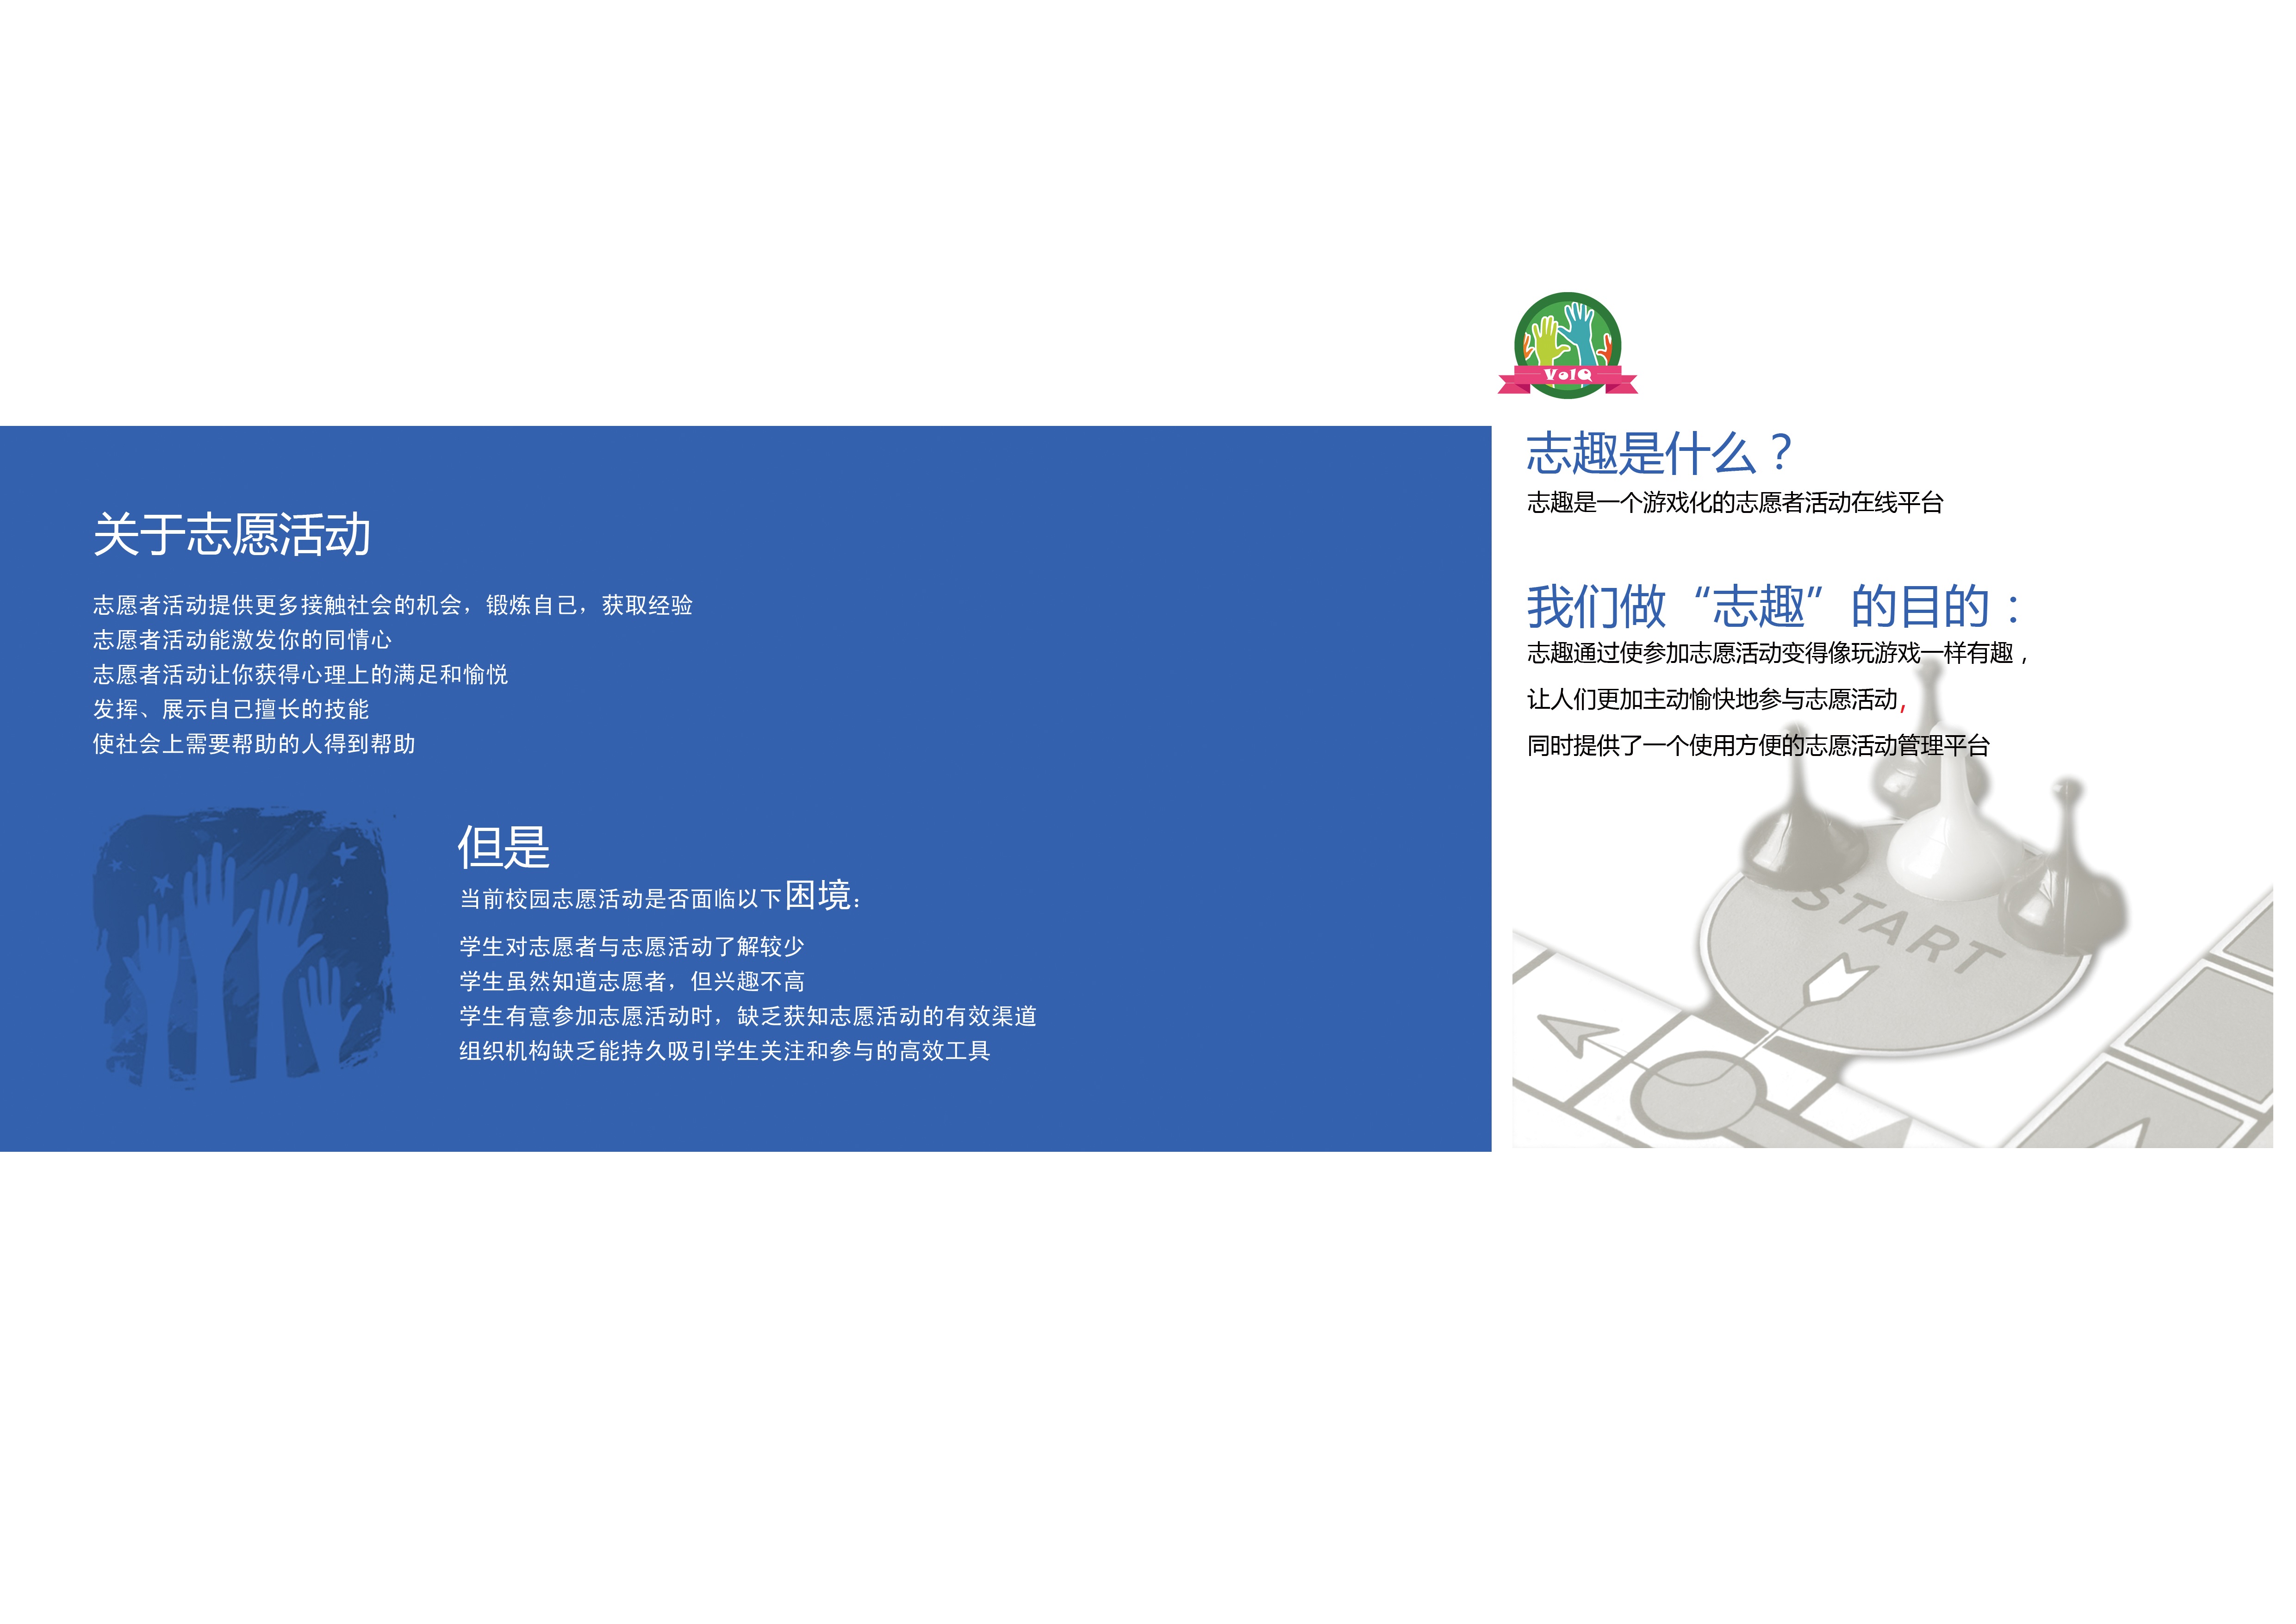 关于志愿活动
志愿者活动提供更多接触社会的机会，锻炼自己，获取经验
志愿者活动能激发你的同情心
志愿者活动让你获得心理上的满足和愉悦
发挥、展示自己擅长的技能
使社会上需要帮助的人得到帮助
但是
当前校园志愿活动是否面临以下困境：
学生对志愿者与志愿活动了解较少
学生虽然知道志愿者，但兴趣不高
学生有意参加志愿活动时，缺乏获知志愿活动的有效渠道
组织机构缺乏能持久吸引学生关注和参与的高效工具
VolQ
志趣是什么？
志趣是一个游戏化的志愿者活动在线平台
我们做“志趣”的目的：
志趣通过使参加志愿活动变得像玩游戏一样有趣，
让人们更加主动愉快地参与志愿活动，
同时提供了一个使用方便的志愿活动管理平台
START